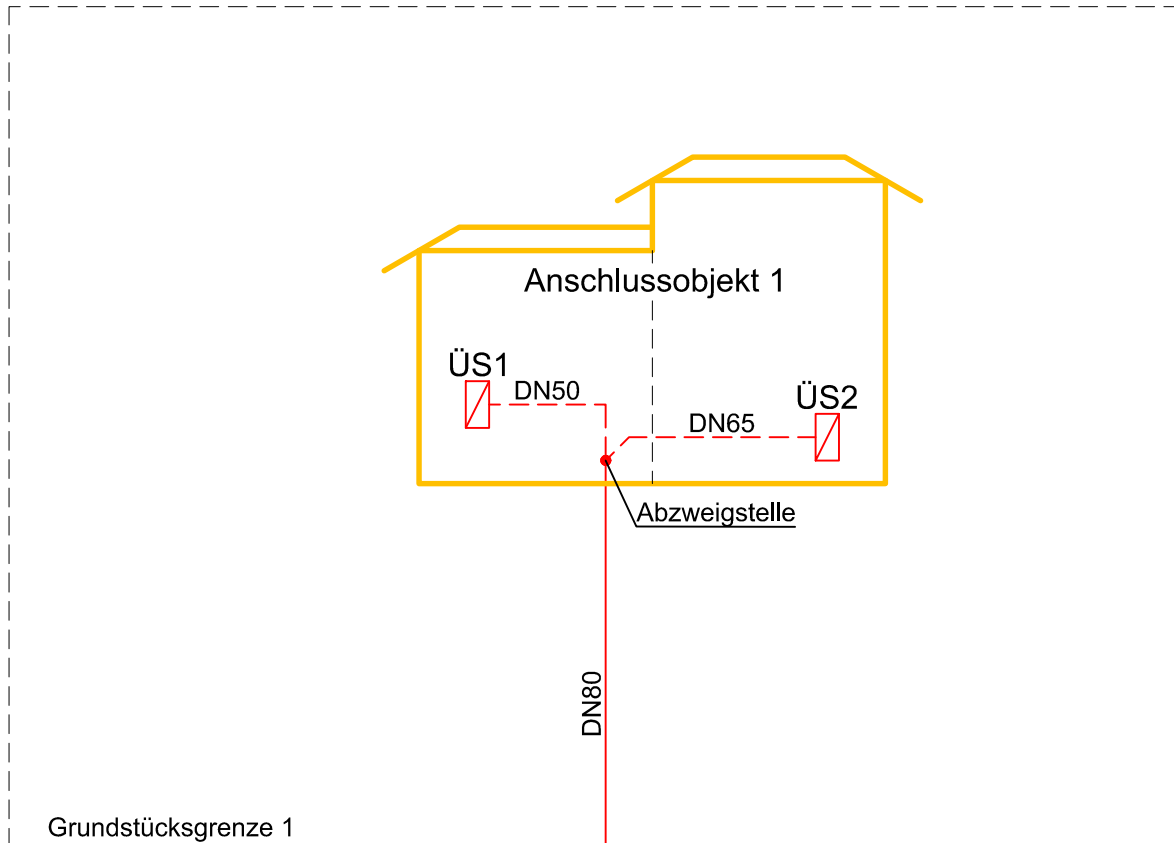 Anschlussobjekt 1
ÜS1
DN50
ÜS2
DN65
Abzweigstelle
DN80
Grundstücksgrenze 1